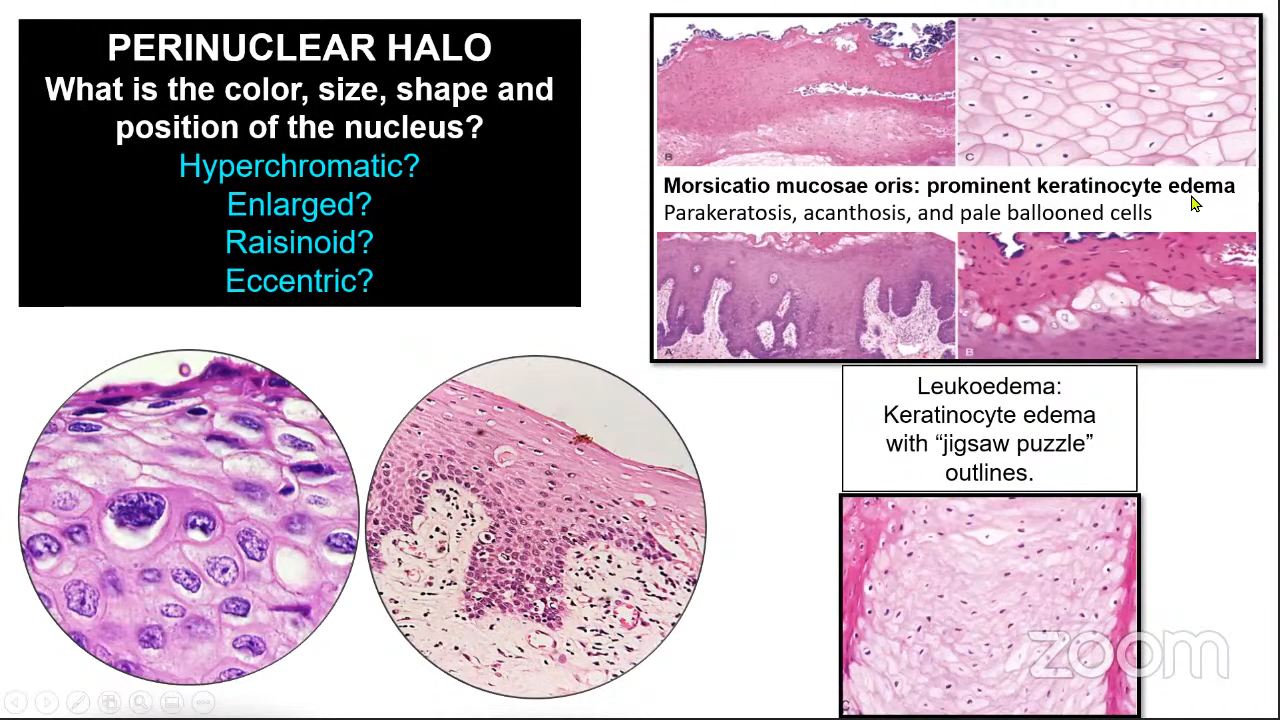 PERINUCLEAR HALO
What is the color, size, shape and
position of the nucleus?
Hyperchromatic?
Enlarged?
Raisinoid?
Eccentric?
B
C
Morsicatio mucosae oris: prominent keratinocyte edema
Parakeratosis, acanthosis, and pale ballooned cells
A
B
Leukoedema:
Keratinocyte edema
with “jigsaw puzzle”
outlines.
C
zoom